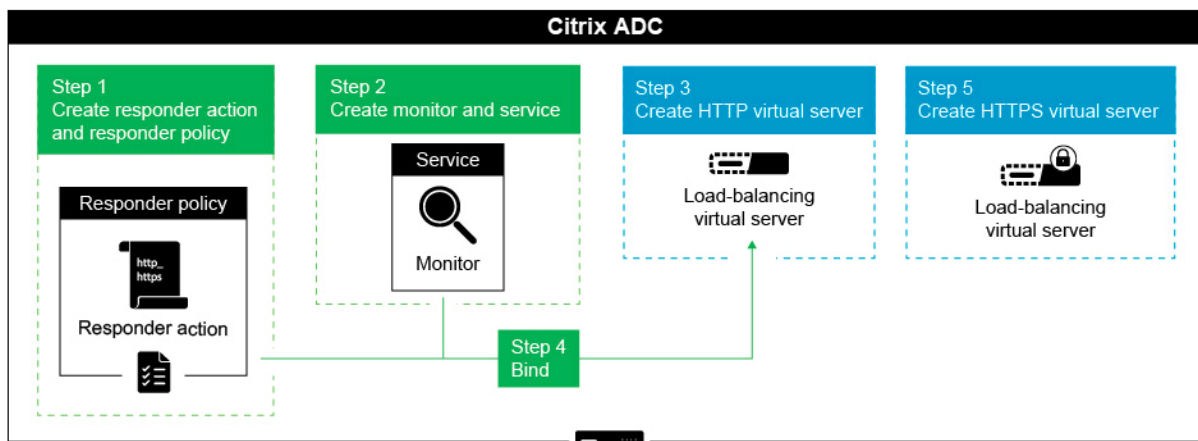 Citrix ADC
Step 1
Create responder action
and responder policy
Responder policy
http_
https
Responder action
Step 2
Create monitor and service
Service
Monitor
Step 3
Create HTTP virtual server
Load-balancing
virtual server
Step 5
Create HTTPS virtual server
Load-balancing
virtual server
Step 4
Bind